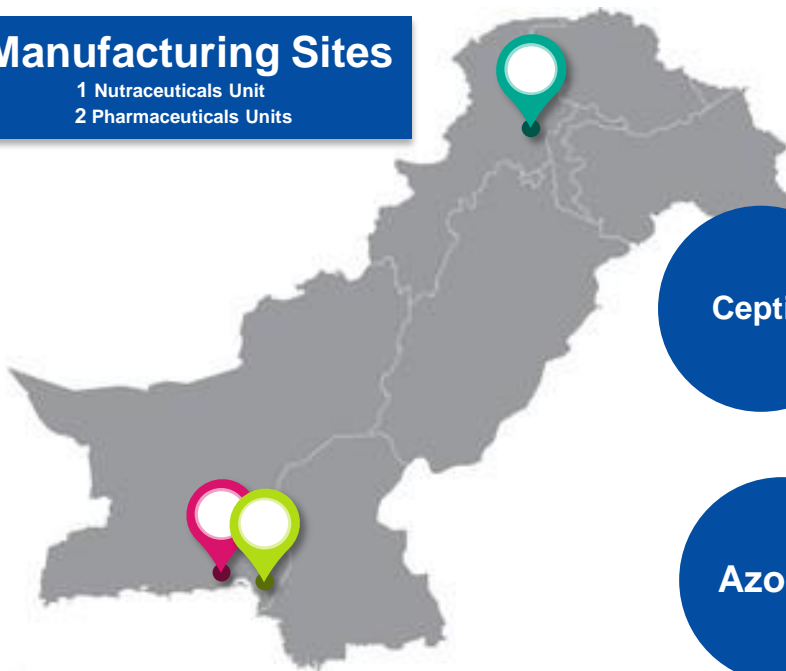 Manufacturing Sites
1 Nutraceuticals Unit
2 Pharmaceuticals Units
Cepti
Azo